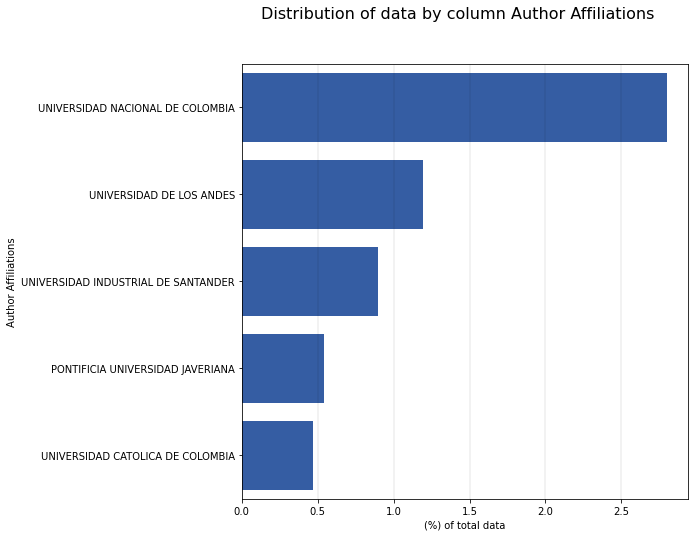 Distribution of data by column Author Affiliations
Author Affiliations
UNIVERSIDAD NACIONAL DE COLOMBIA
UNIVERSIDAD DE LOS ANDES
UNIVERSIDAD INDUSTRIAL DE SANTANDER
PONTIFICIA UNIVERSIDAD JAVERIANA
UNIVERSIDAD CATOLICA DE COLOMBIA
0.0 0.5 1.0 1.5 2.0 2.5
(%) of total data